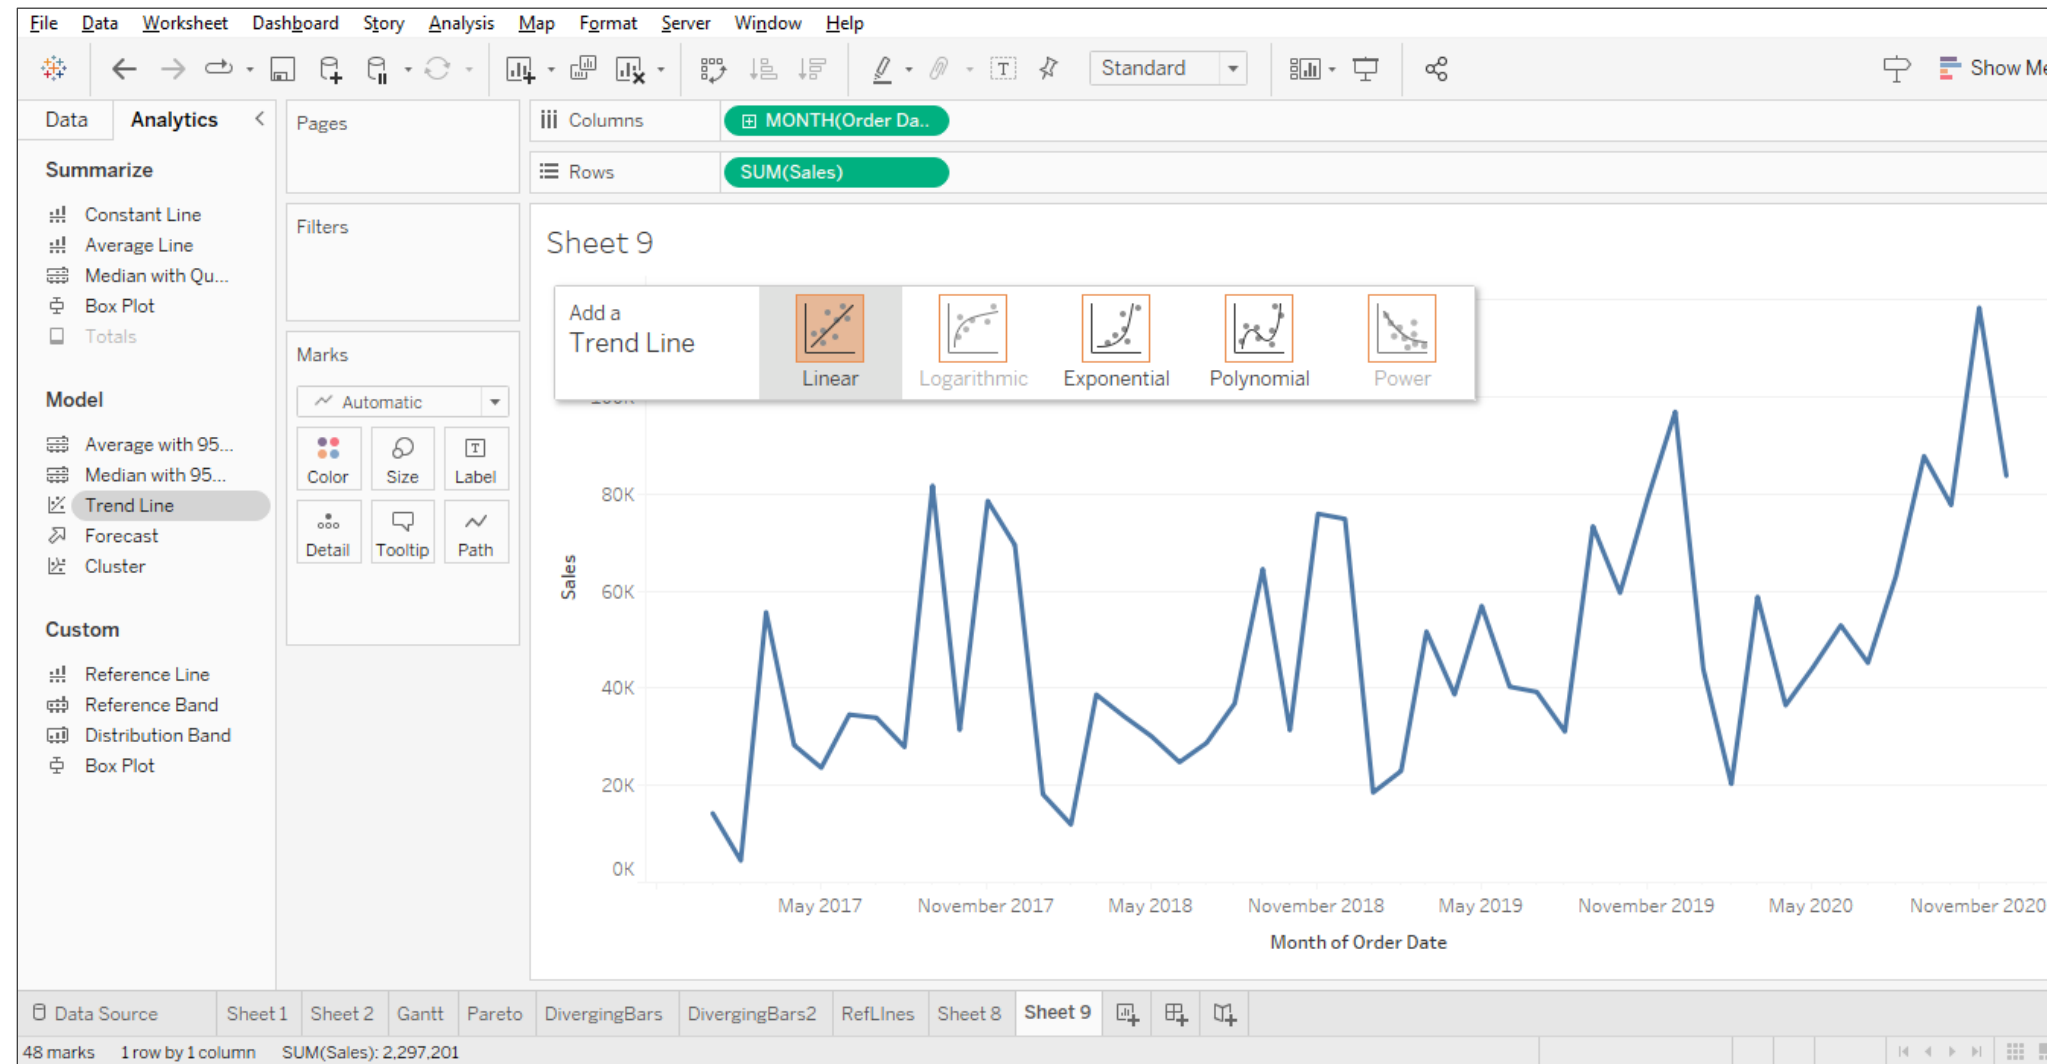 File Data Worksheet Dashboard Story Analysis Map Format Server Window Help
Standard
Show Me
Data Analytics
Pages
Columns
MONTH(Order Da..
Summarize
Rows
SUM(Sales)
Constant Line
Average Line
Median with Qu...
Box Plot
Totals
Filters
Sheet 9
Add a
Trend Line
Linear
Logarithmic
Exponential
Polynomial
Power
Marks
Automatic
Color
Size
Label
Detail
Tooltip
Path
Model
Average with 95...
Median with 95...
Trend Line
Forecast
Cluster
Custom
Reference Line
Reference Band
Distribution Band
Box Plot
80K
60K
40K
20K
0K
Sales
May 2017 November 2017 May 2018 November 2018 May 2019 November 2019 May 2020 November 2020
Month of Order Date
Data Source Sheet 1 Sheet 2 Gantt Pareto DivergingBars DivergingBars2 RefLInes Sheet 8 Sheet 9
48 marks 1 row by 1 column SUM(Sales): 2,297,201